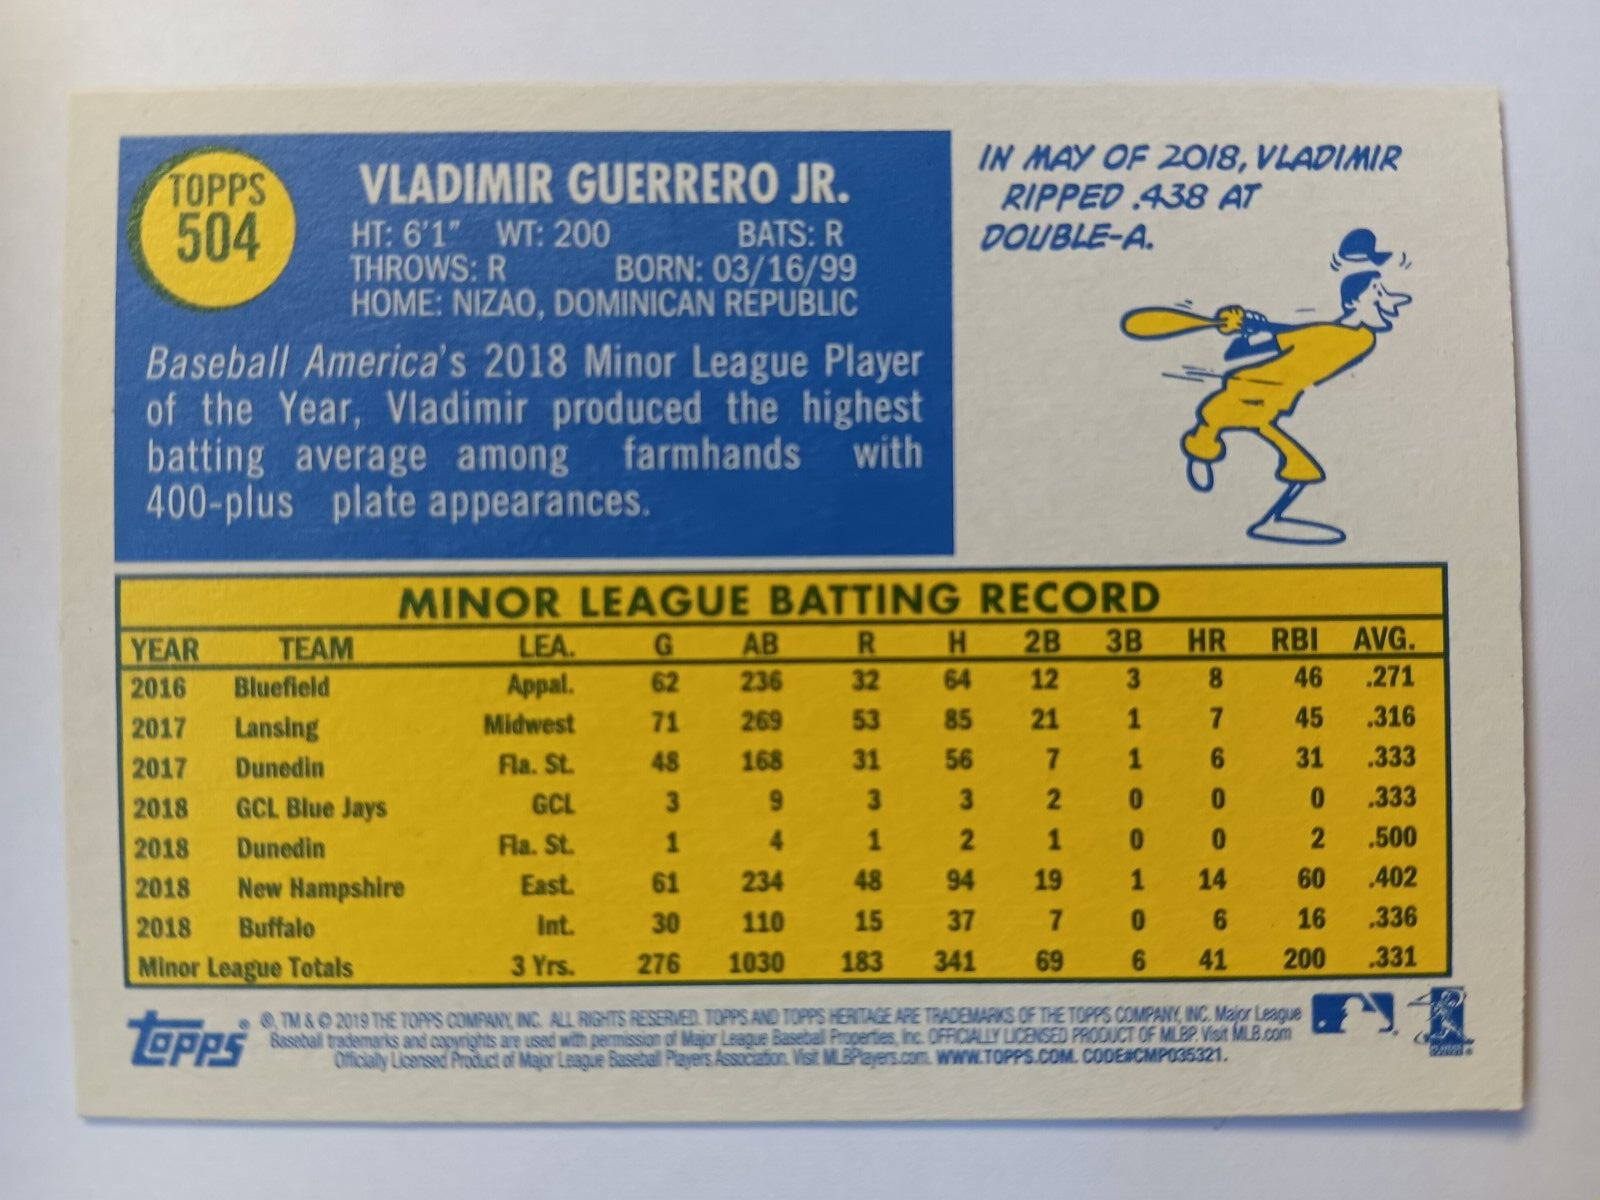 TOPPS
504
VLADIMIR GUERRERO JR.
HT: 6'1" WT: 200 BATS: R
THROWS: R BORN: 03/16/99
HOME: NIZAO, DOMINICAN REPUBLIC
Baseball America's 2018 Minor League Player
of the Year, Vladimir produced the highest
batting average among farmhands with
400-plus plate appearances.
IN MAY OF 2018, VLADIMIR
RIPPED .438 AT
DOUBLE-A.
MINOR LEAGUE BATTING RECORD
YEAR TEAM LEA. G AB R H 2B 3B HR RBI AVG.
2016 Bluefield Appal. 62 236 32 64 12 3 8 46 .271
2017 Lansing Midwest 71 269 53 85 21 1 7 45 .316
2017 Dunedin Fla. St. 48 168 31 56 7 1 6 31 .333
2018 GCL Blue Jays GCL 3 9 3 3 2 0 0 0 .333
2018 Dunedin Fla. St. 1 4 1 2 1 0 0 2 .500
2018 New Hampshire East. 61 234 48 94 19 1 14 60 .402
2018 Buffalo Int. 30 110 15 37 7 0 6 16 .336
Minor League Totals 3 Yrs. 276 1030 183 341 69 6 41 200 .331
topps®
®, TM & © 2019 THE TOPPS COMPANY, INC. ALL RIGHTS RESERVED. TOPPS AND TOPPS HERITAGE ARE TRADEMARKS OF THE TOPPS COMPANY, INC. Major League
Baseball trademarks and copyrights are used with permission of Major League Baseball Properties, Inc. OFFICIALLY LICENSED PRODUCT OF MLBP. Visit MLB.com
Officially Licensed Product of Major League Baseball Players Association. Visit MLBPlayers.com. WWW.TOPPS.COM. CODE#CMP035321.